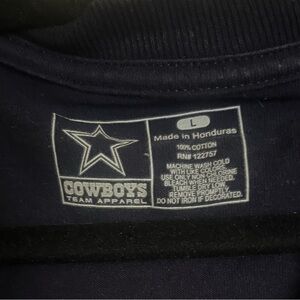 COWBOYS
TEAM APPAREL
L
Made in Honduras
100% COTTON
RN# 122757
MACHINE WASH COLD
WITH LIKE COLORS.
USE ONLY NON-CHLORINE
BLEACH WHEN NEEDED.
TUMBLE DRY LOW.
REMOVE PROMPTLY.
DO NOT IRON IF DECORATED.